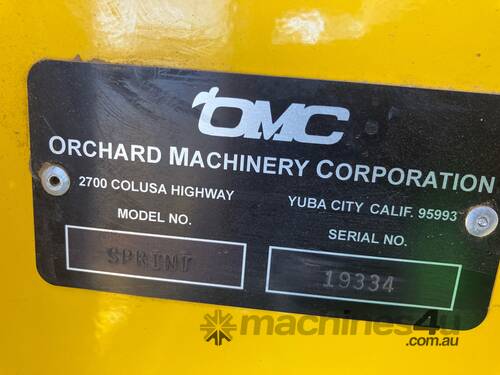 OMC
ORCHARD MACHINERY CORPORATION
2700 COLUSA HIGHWAY
YUBA CITY CALIF. 95993
MODEL NO.
SERIAL NO.
SPRINT
19334
machines4u
.com.au